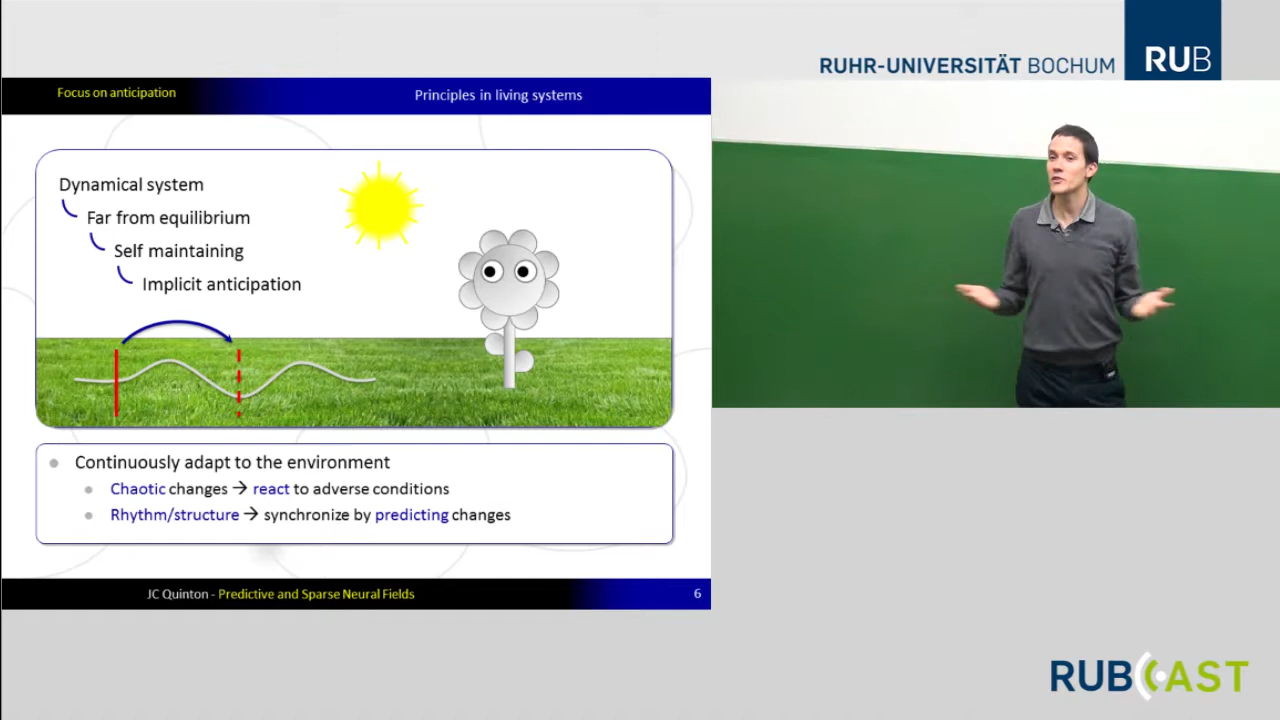 RUHR-UNIVERSITÄT BOCHUM
RUB
Focus on anticipation
Principles in living systems
Dynamical system
Far from equilibrium
Self maintaining
Implicit anticipation
Continuously adapt to the environment
Chaotic changes → react to adverse conditions
Rhythm/structure → synchronize by predicting changes
JC Quinton - Predictive and Sparse Neural Fields
6
RUBCAST